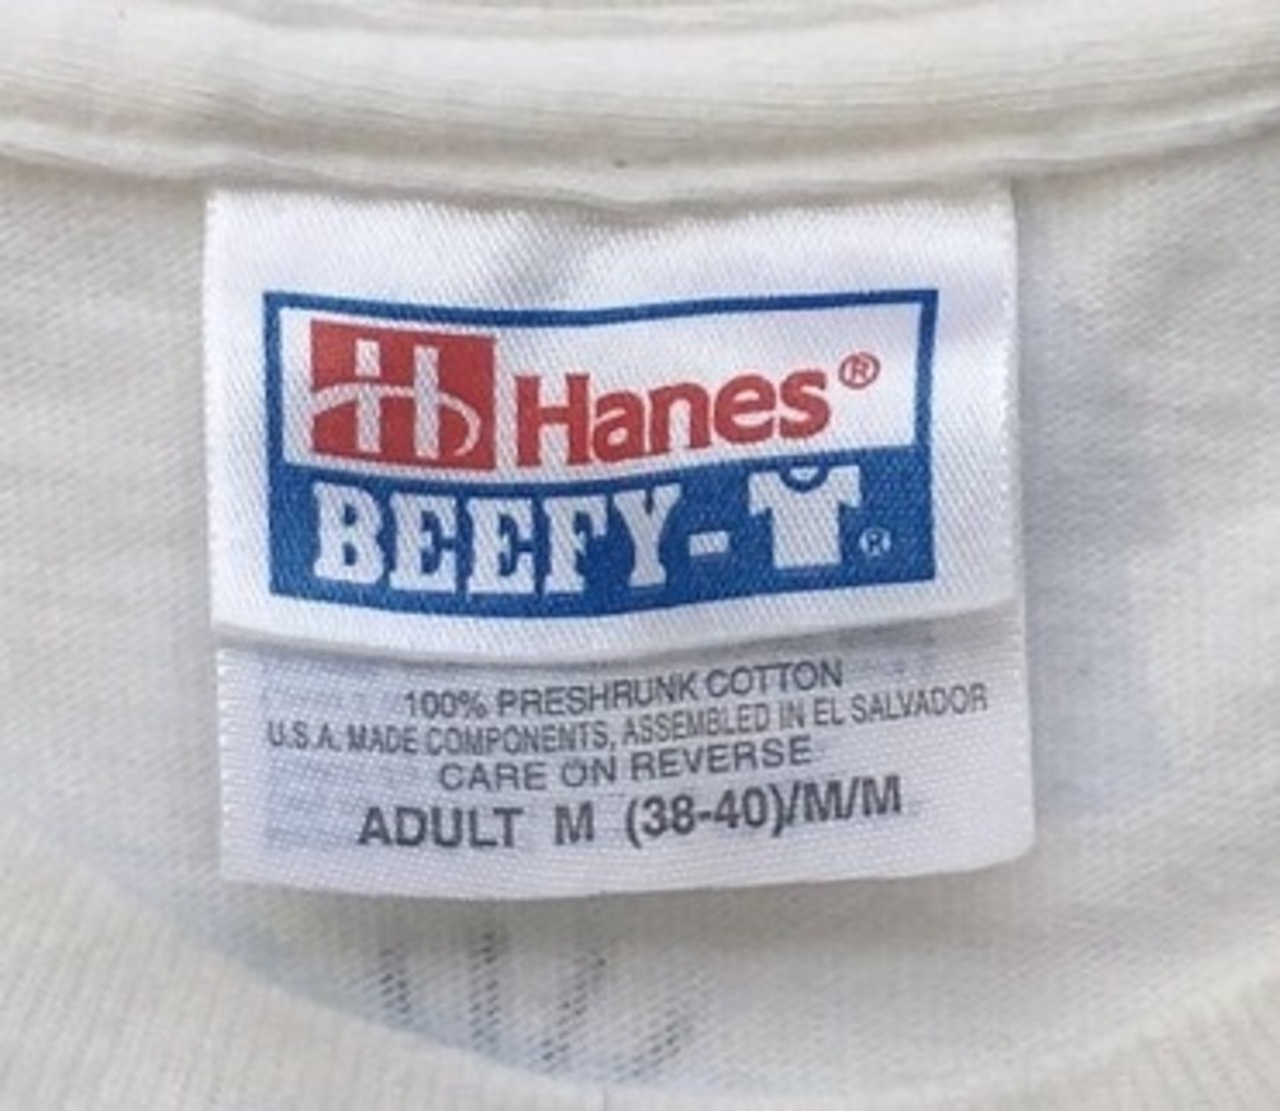 Hanes®
BEEFY-T®
100% PRESHRUNK COTTON
U.S.A. MADE COMPONENTS, ASSEMBLED IN EL SALVADOR
CARE ON REVERSE
ADULT M (38-40)/M/M